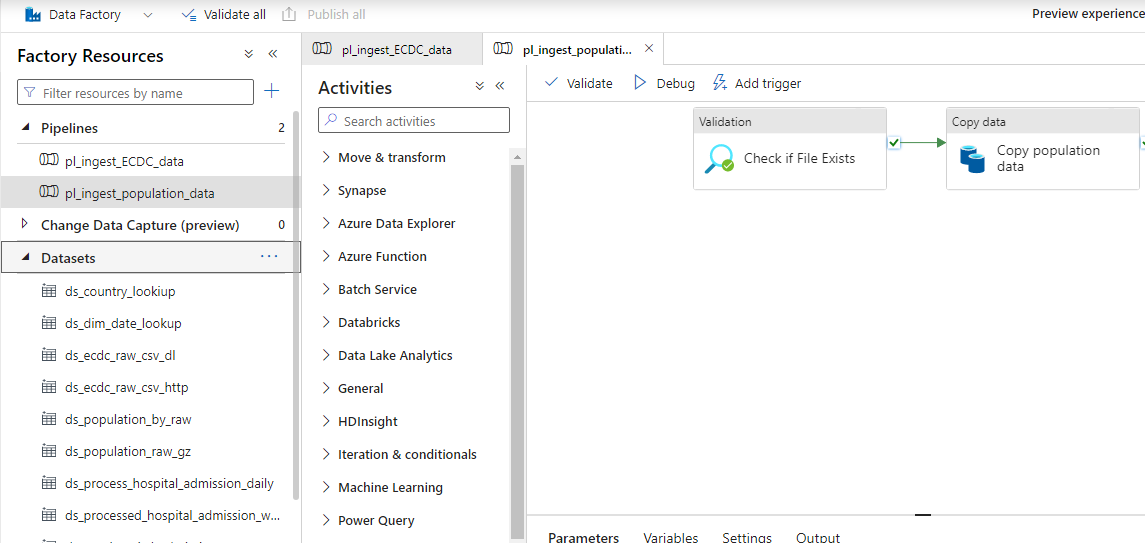 Data Factory
Validate all
Publish all
Preview experience
Factory Resources
Filter resources by name
Pipelines 2
pl_ingest_ECDC_data
pl_ingest_population_data
Change Data Capture (preview) 0
Datasets ...
ds_country_lookiup
ds_dim_date_lookup
ds_ecdc_raw_csv_dl
ds_ecdc_raw_csv_http
ds_population_by_raw
ds_population_raw_gz
ds_process_hospital_admission_daily
ds_processed_hospital_admission_w...
pl_ingest_ECDC_data
pl_ingest_populati...
Activities
Search activities
Move & transform
Synapse
Azure Data Explorer
Azure Function
Batch Service
Databricks
Data Lake Analytics
General
HDInsight
Iteration & conditionals
Machine Learning
Power Query
Validate
Debug
Add trigger
Validation
Check if File Exists
Copy data
Copy population
data
Parameters
Variables
Settings
Output